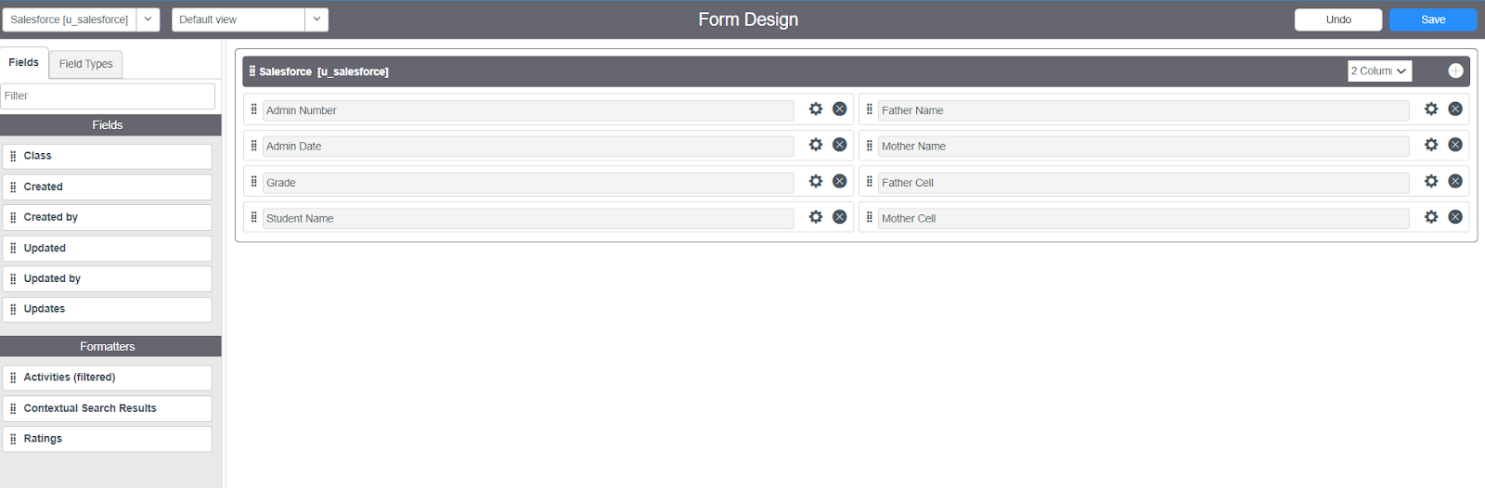 Salesforce [u_salesforce]
Default view
Form Design
Undo
Save
Fields
Field Types
Filter
Fields
Class
Created
Created by
Updated
Updated by
Updates
Formatters
Activities (filtered)
Contextual Search Results
Ratings
Salesforce [u_salesforce]
2 Colum
Admin Number
Father Name
Admin Date
Mother Name
Grade
Father Cell
Student Name
Mother Cell